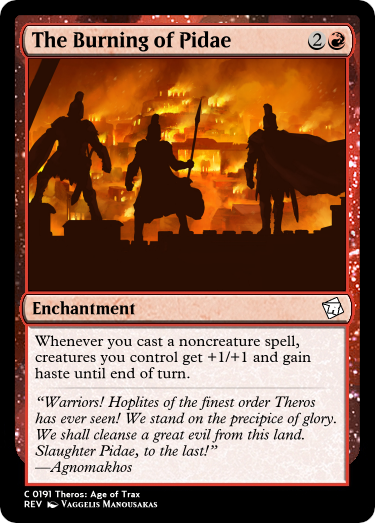 The Burning of Pidae 2
Enchantment
Whenever you cast a noncreature spell,
creatures you control get +1/+1 and gain
haste until end of turn.
“Warriors! Hoplites of the finest order Theros
has ever seen! We stand on the precipice of glory.
We shall cleanse a great evil from this land.
Slaughter Pidae, to the last!”
—Agnomakhos
C 0191 Theros: Age of Trax
REV Vaggelis Manousakas